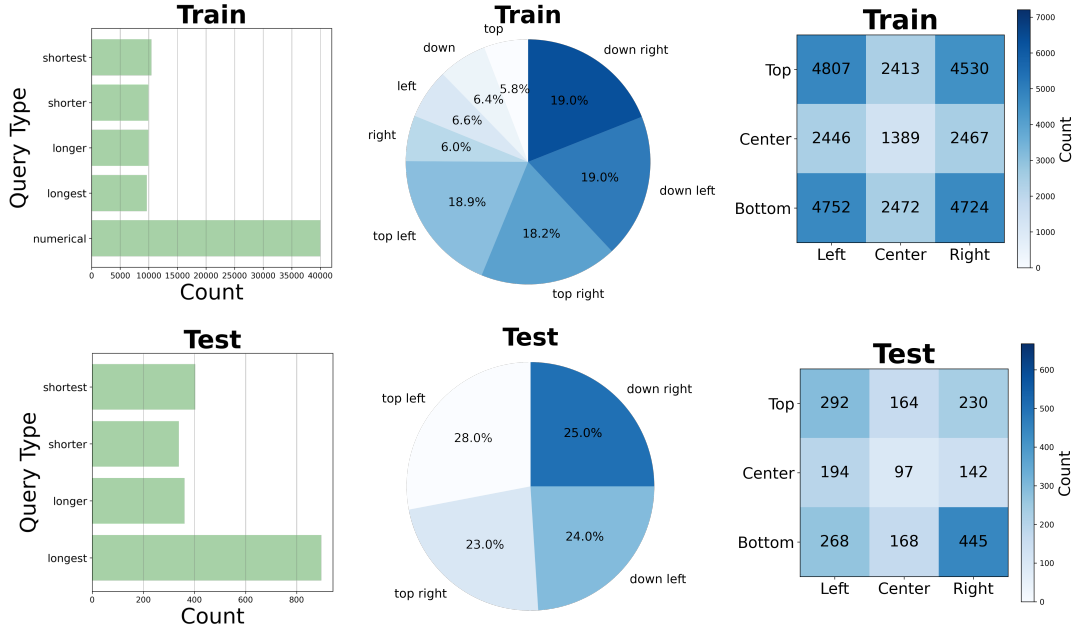 Train
Query Type
shortest
shorter
longer
longest
numerical
0 5000 10000 15000 20000 25000 30000 35000 40000
Count
Train
top
down
left
right
top left
top right
down left
down right
5.8%
6.4%
6.6%
6.0%
18.9%
18.2%
19.0%
19.0%
Train
Top 4807 2413 4530
Center 2446 1389 2467
Bottom 4752 2472 4724
Left Center Right
7000
6000
5000
4000
3000
2000
1000
0
Count
Test
Query Type
shortest
shorter
longer
longest
0 200 400 600 800
Count
Test
top left
down right
top right
down left
28.0%
25.0%
23.0%
24.0%
Test
Top 292 164 230
Center 194 97 142
Bottom 268 168 445
Left Center Right
600
500
400
300
200
100
0
Count